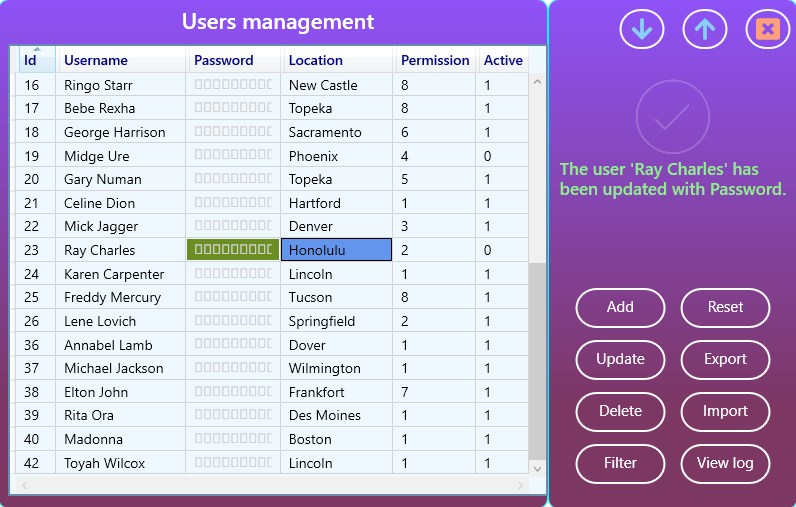 Users management
Id Username Password Location Permission Active
16 Ringo Starr New Castle 8 1
17 Bebe Rexha Topeka 8 1
18 George Harrison Sacramento 6 1
19 Midge Ure Phoenix 4 0
20 Gary Numan Topeka 5 1
21 Celine Dion Hartford 1 1
22 Mick Jagger Denver 3 1
23 Ray Charles Honolulu 2 0
24 Karen Carpenter Lincoln 1 1
25 Freddy Mercury Tucson 8 1
26 Lene Lovich Springfield 2 1
36 Annabel Lamb Dover 1 1
37 Michael Jackson Wilmington 1 1
38 Elton John Frankfort 7 1
39 Rita Ora Des Moines 1 1
40 Madonna Boston 1 1
42 Toyah Wilcox Lincoln 1 1
The user 'Ray Charles' has
been updated with Password.
Add Reset
Update Export
Delete Import
Filter View log